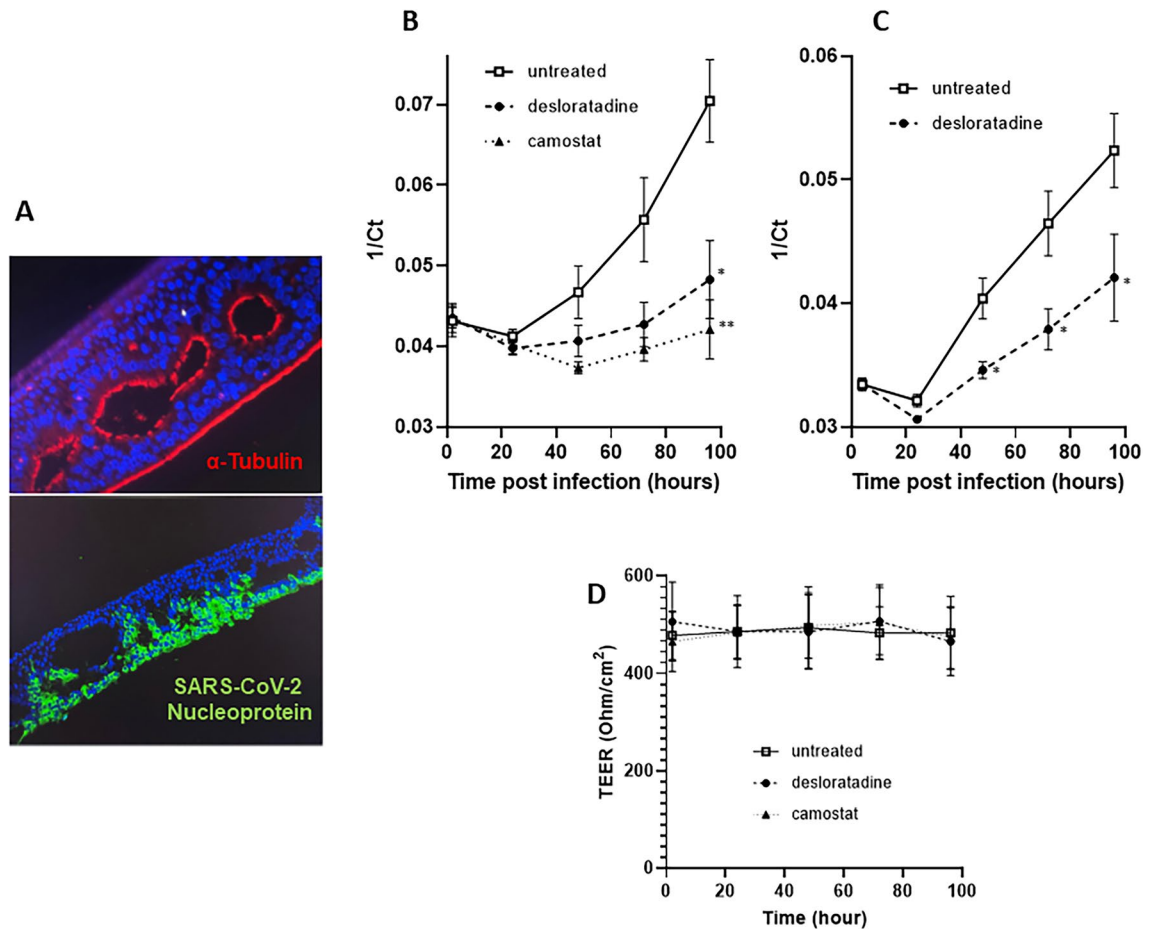 A
α-Tubulin
SARS-CoV-2
Nucleoprotein
B
untreated
desloratadine
camostat
0.07
0.06
0.05
0.04
0.03
1/Ct
*
**
0 20 40 60 80 100
Time post infection (hours)
C
untreated
desloratadine
0.06
0.05
0.04
0.03
1/Ct
*
*
*
0 20 40 60 80 100
Time post infection (hours)
D
600
400
200
0
TEER (Ohm/cm²)
untreated
desloratadine
camostat
0 20 40 60 80 100
Time (hour)